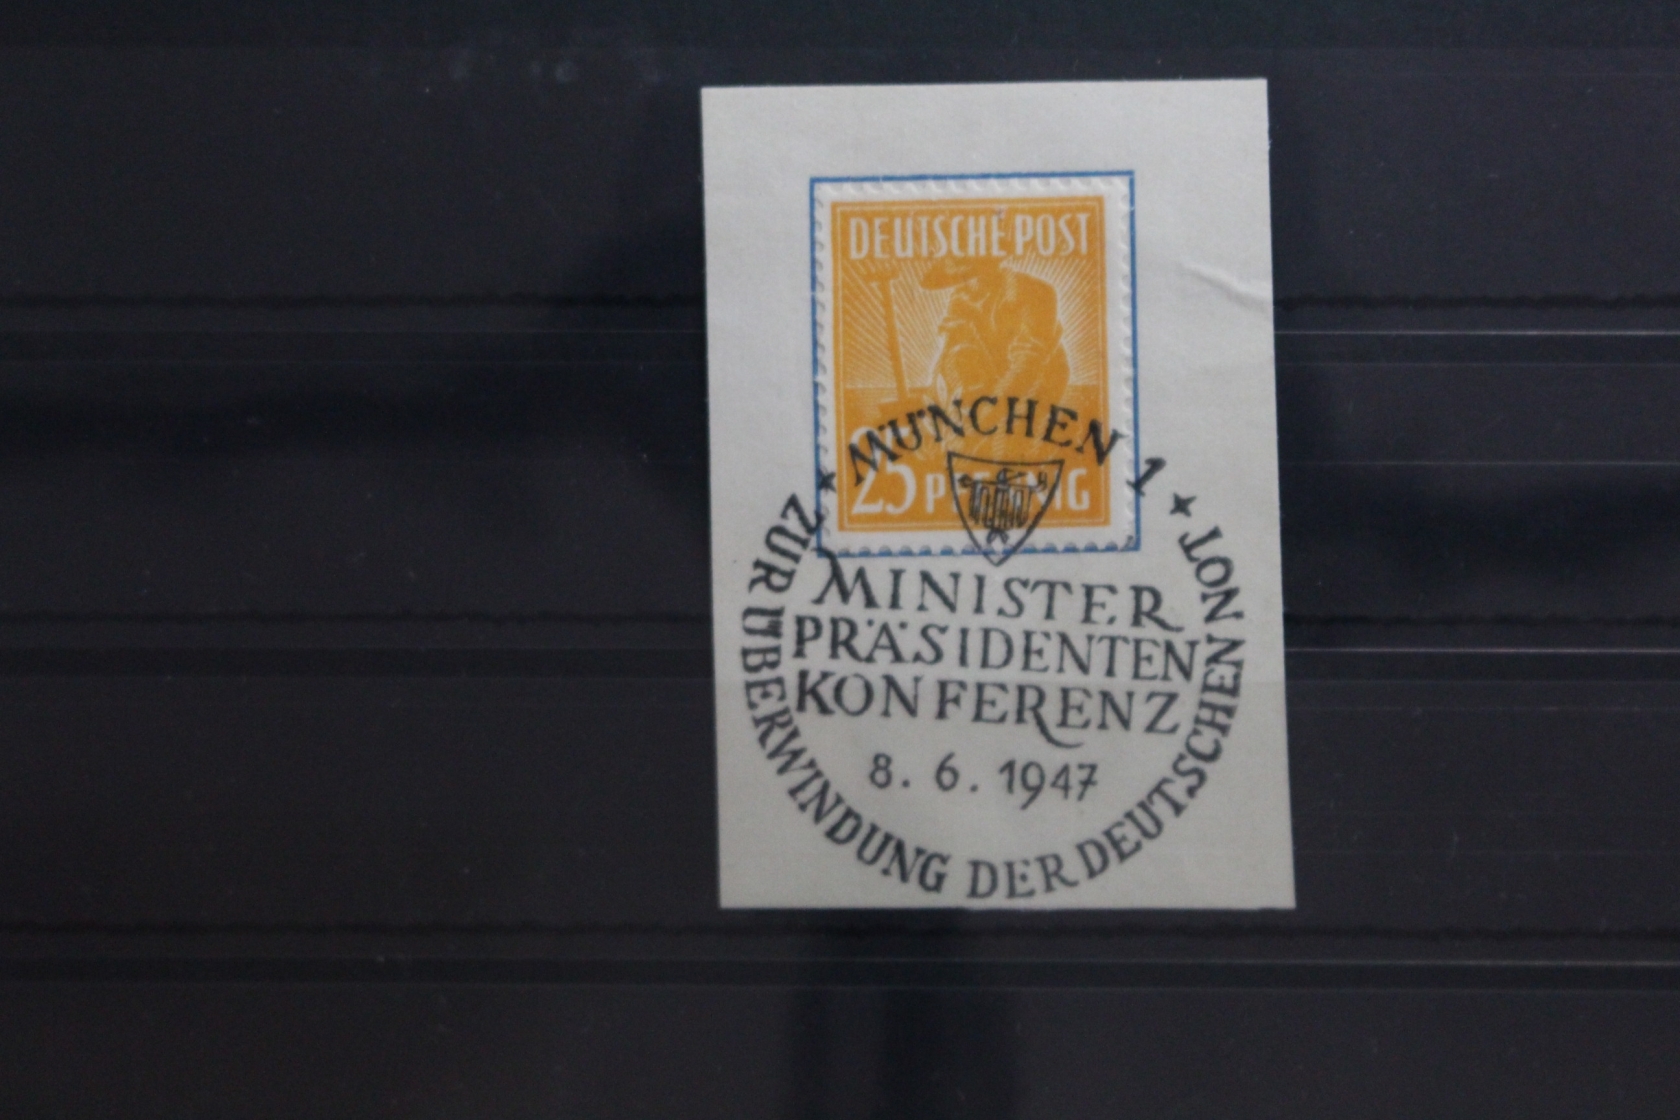 DEUTSCHE POST
25 PFENNIG
MÜNCHEN 1
MINISTER
PRÄSIDENTEN
KONFERENZ
8. 6. 1947
ZUR ÜBERWINDUNG DER DEUTSCHEN NOT